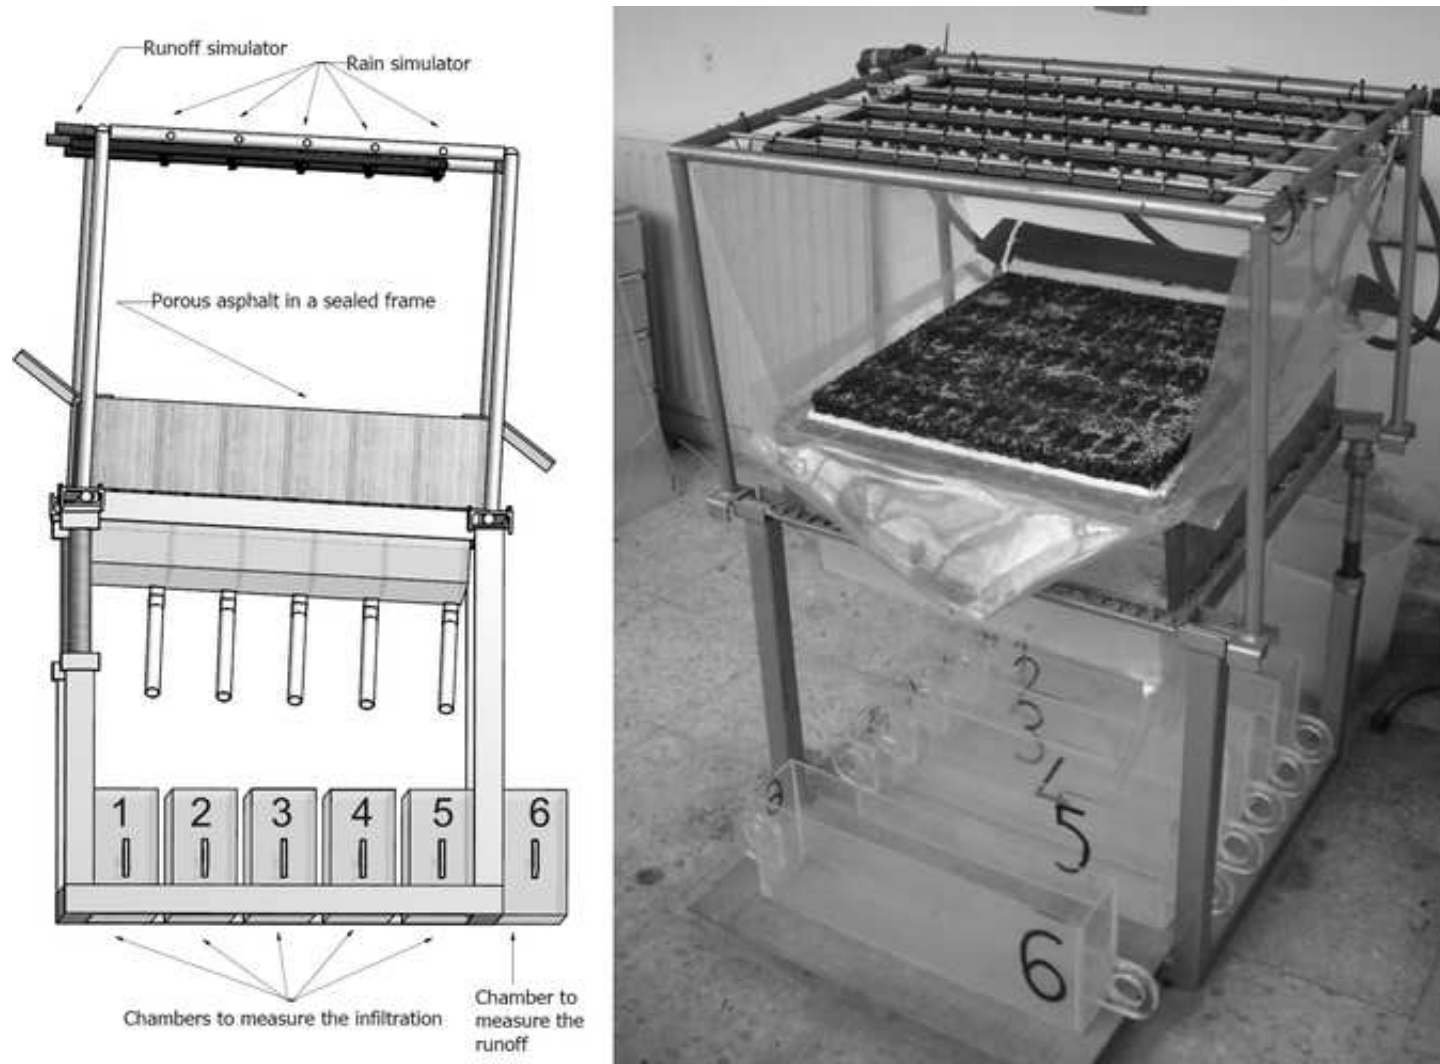 Runoff simulator
Rain simulator
Porous asphalt in a sealed frame
1 2 3 4 5 6
Chambers to measure the infiltration
Chamber to
measure the
runoff
2
3
4
5
6